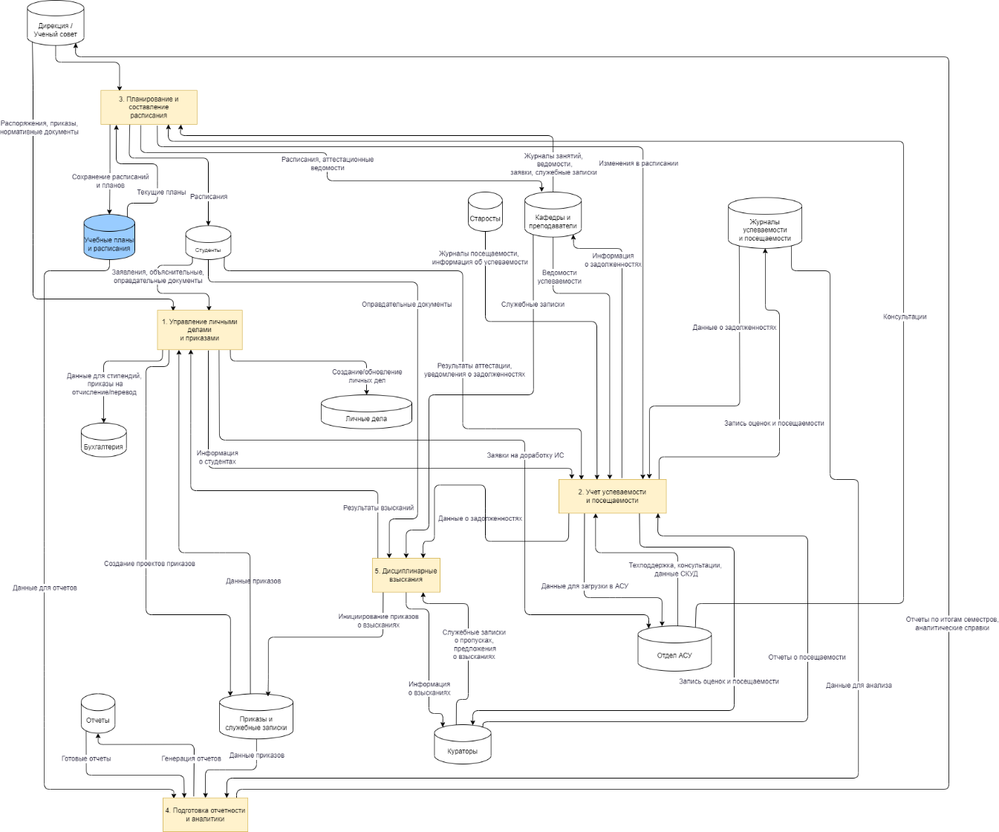 Дирекция /
Ученый совет
3. Планирование и
составление
расписания
Распоряжения, приказы,
нормативные документы
Расписания, аттестационные
ведомости
Журналы занятий,
ведомости,
заявки, служебные записки
Изменения в расписании
Сохранение расписаний
и планов
Текущие планы
Расписания
Старосты
Кафедры и
преподаватели
Журналы
успеваемости
и посещаемости
Учебные планы
и расписания
Студенты
Журналы посещаемости,
информация об успеваемости
Информация
о задолженностях
Заявления, объяснительные,
оправдательные документы
Ведомости
успеваемости
Оправдательные документы
Служебные записки
Консультации
1. Управление личными
делами
и приказами
Данные о задолженностях
Данные для стипендий,
приказы на
отчисление/перевод
Создание/обновление
личных дел
Результаты аттестации,
уведомления о задолженностях
Личные дела
Запись оценок и посещаемости
Бухгалтерия
Информация
о студентах
Заявки на доработку ИС
2. Учет успеваемости
и посещаемости
Результаты взысканий
Данные о задолженностях
Создание проектов приказов
Данные приказов
5. Дисциплинарные
взыскания
Техподдержка, консультации,
данные СКУД
Данные для отчетов
Данные для загрузки в АСУ
Инициирование приказов
о взысканиях
Служебные записки
о пропусках,
предложения
о взысканиях
Отчеты по итогам семестров,
аналитические справки
Отдел АСУ
Отчеты о посещаемости
Информация
о взысканиях
Запись оценок и посещаемости
Данные для анализа
Отчеты
Приказы и
служебные записки
Кураторы
Готовые отчеты
Генерация отчетов
Данные приказов
4. Подготовка отчетности
и аналитики